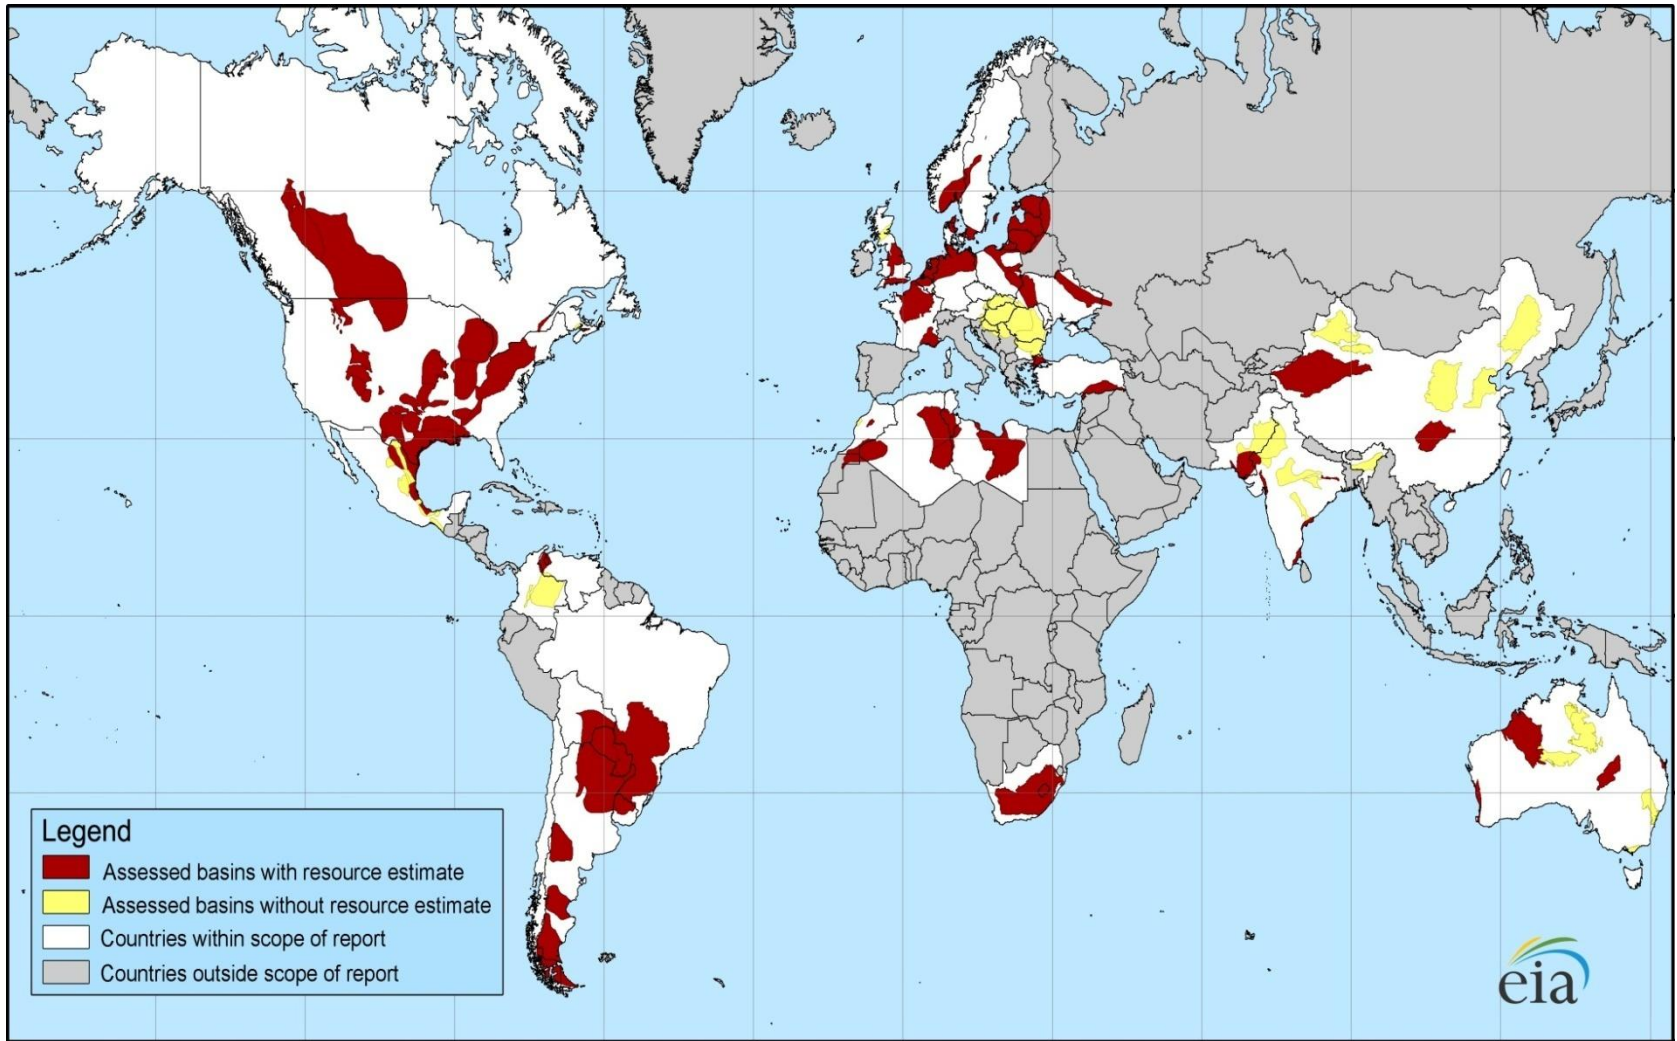 Legend
Assessed basins with resource estimate
Assessed basins without resource estimate
Countries within scope of report
Countries outside scope of report
eia